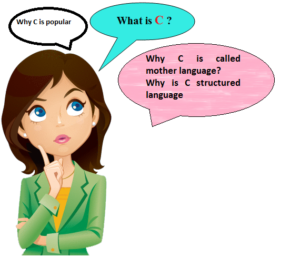 Why C is popular
What is C ?
Why C is called
mother language?
Why is C structured
language